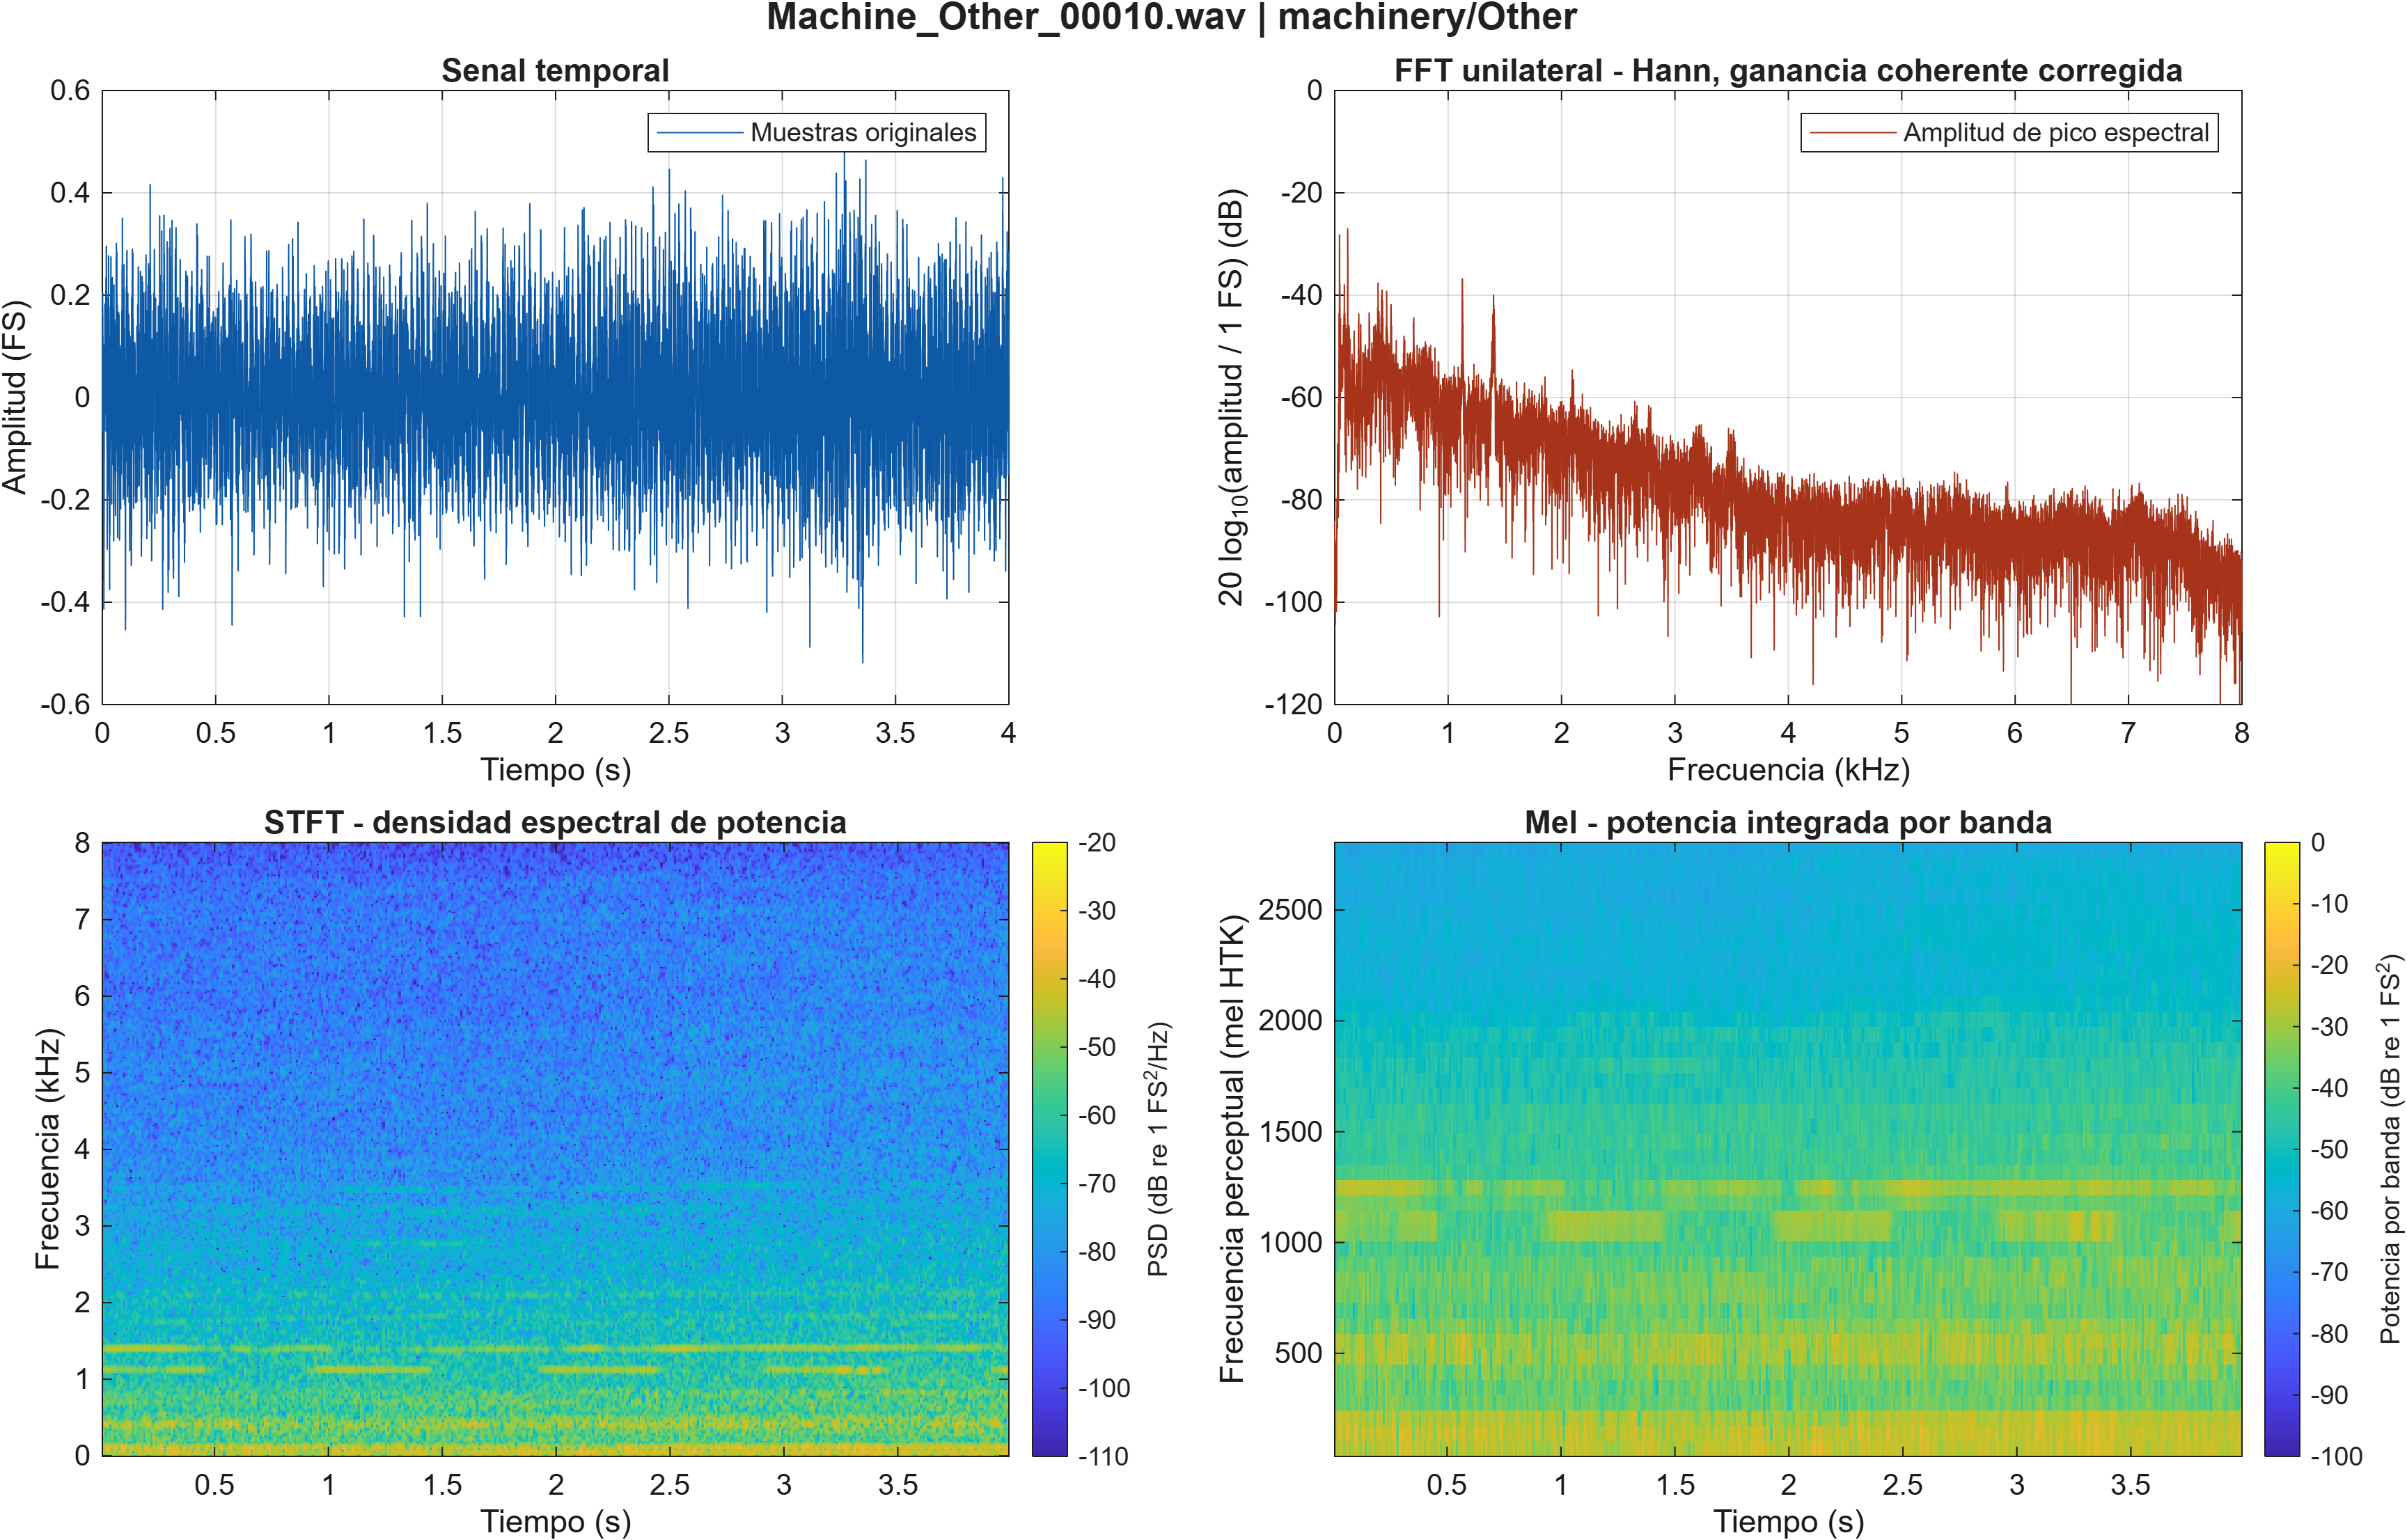 Machine_Other_00010.wav | machinery/Other
Senal temporal
Muestras originales
Amplitud (FS)
0.6
0.4
0.2
0
-0.2
-0.4
-0.6
0 0.5 1 1.5 2 2.5 3 3.5 4
Tiempo (s)
FFT unilateral - Hann, ganancia coherente corregida
Amplitud de pico espectral
20 log10(amplitud / 1 FS) (dB)
0
-20
-40
-60
-80
-100
-120
0 1 2 3 4 5 6 7 8
Frecuencia (kHz)
STFT - densidad espectral de potencia
Frecuencia (kHz)
8
7
6
5
4
3
2
1
0
0.5 1 1.5 2 2.5 3 3.5
Tiempo (s)
-20
-30
-40
-50
-60
-70
-80
-90
-100
-110
PSD (dB re 1 FS²/Hz)
Mel - potencia integrada por banda
Frecuencia perceptual (mel HTK)
2500
2000
1500
1000
500
0.5 1 1.5 2 2.5 3 3.5
Tiempo (s)
0
-10
-20
-30
-40
-50
-60
-70
-80
-90
-100
Potencia por banda (dB re 1 FS²)